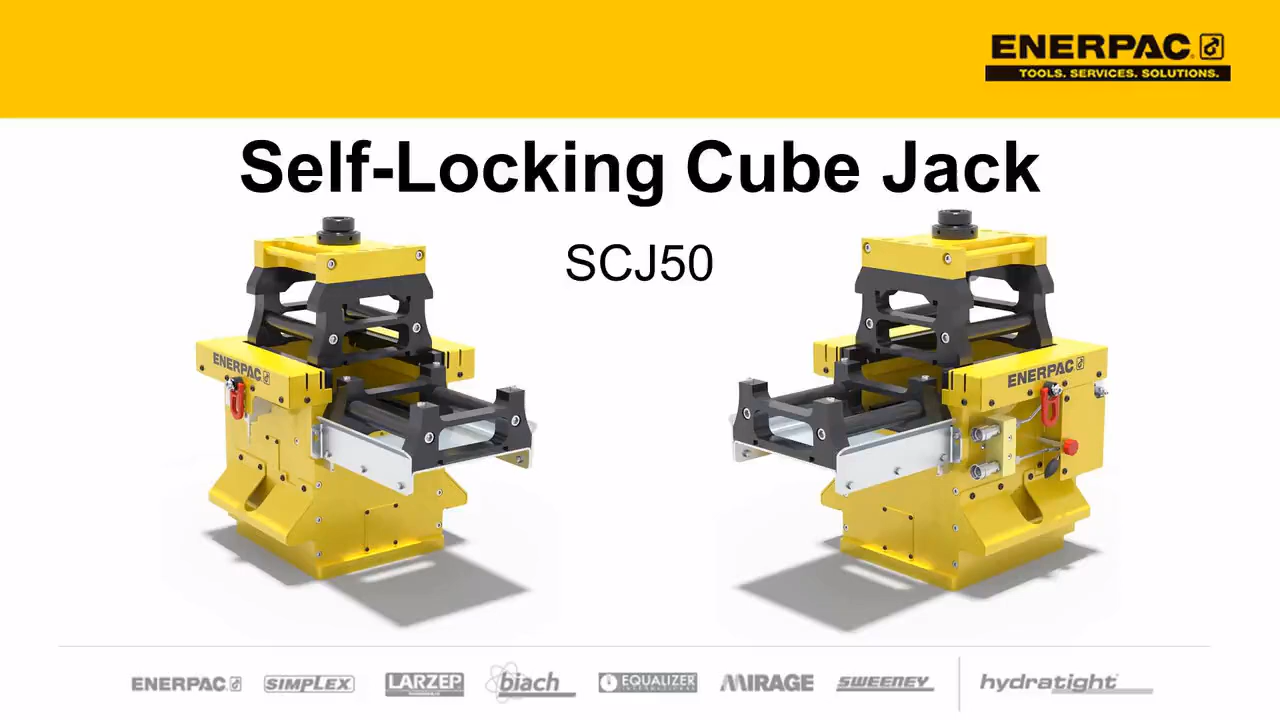 ENERPAC
TOOLS. SERVICES. SOLUTIONS.
Self-Locking Cube Jack
SCJ50
ENERPAC
ENERPAC
ENERPAC
SIMPLEX
LARZEP
biach
EQUALIZER
INTERNATIONAL
MIRAGE
SWEENEY
hydratight